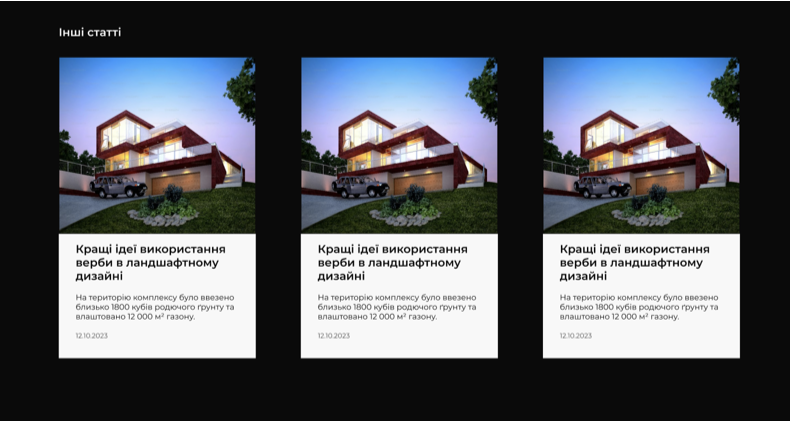 Інші статті
Кращі ідеї використання
верби в ландшафтному
дизайні
На територію комплексу було ввезено
близько 1800 кубів родючого ґрунту та
влаштовано 12 000 м² газону.
12.10.2023
Кращі ідеї використання
верби в ландшафтному
дизайні
На територію комплексу було ввезено
близько 1800 кубів родючого ґрунту та
влаштовано 12 000 м² газону.
12.10.2023
Кращі ідеї використання
верби в ландшафтному
дизайні
На територію комплексу було ввезено
близько 1800 кубів родючого ґрунту та
влаштовано 12 000 м² газону.
12.10.2023